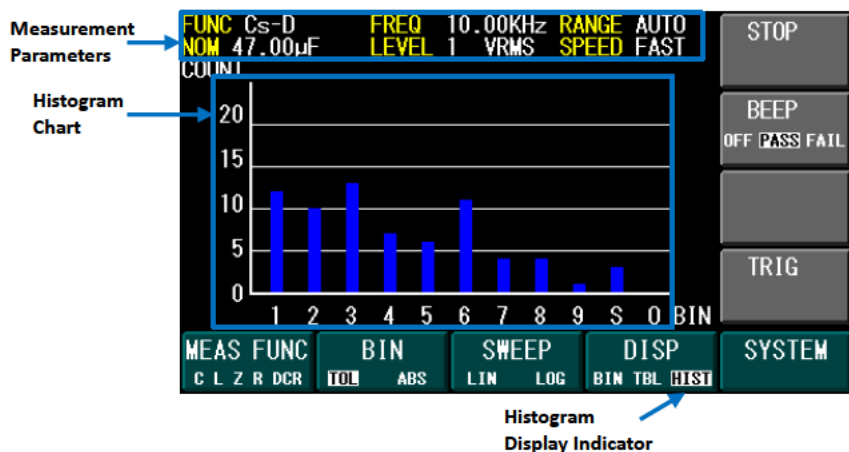 Measurement
Parameters
FUNC Cs-D FREQ 10.00KHz RANGE AUTO
NOM 47.00µF LEVEL 1 VRMS SPEED FAST
COUNT
Histogram
Chart
20
15
10
5
0
1 2 3 4 5 6 7 8 9 S O BIN
STOP
BEEP
OFF PASS FAIL
TRIG
MEAS FUNC BIN SWEEP DISP SYSTEM
C L Z R DCR TOL ABS LIN LOG BIN TBL HIST
Histogram
Display Indicator